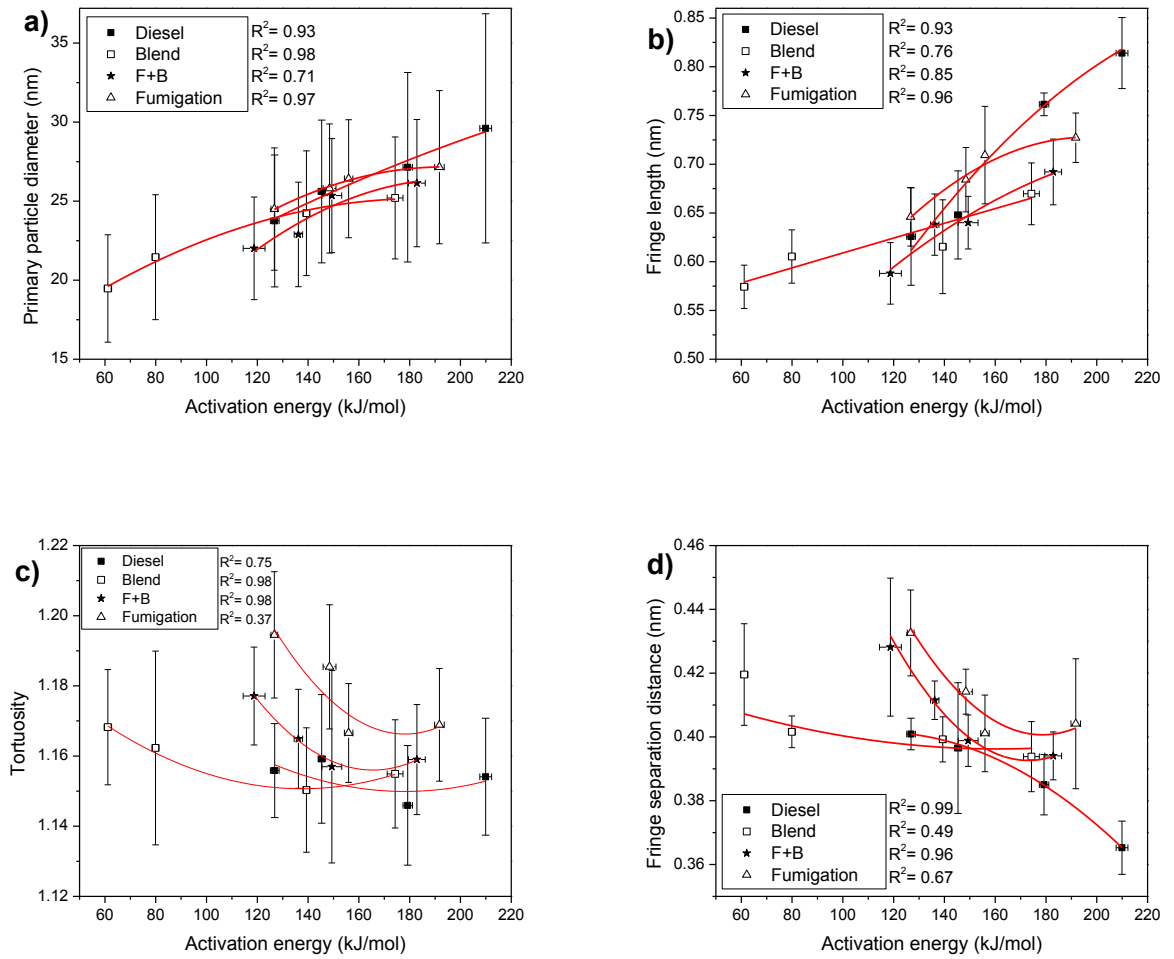 a)
Diesel R²= 0.93
Blend R²= 0.98
F+B R²= 0.71
Fumigation R²= 0.97
35
30
25
20
15
Primary particle diameter (nm)
60 80 100 120 140 160 180 200 220
Activation energy (kJ/mol)
b)
Diesel R²= 0.93
Blend R²= 0.76
F+B R²= 0.85
Fumigation R²= 0.96
0.85
0.80
0.75
0.70
0.65
0.60
0.55
0.50
Fringe length (nm)
60 80 100 120 140 160 180 200 220
Activation energy (kJ/mol)
c)
Diesel R²= 0.75
Blend R²= 0.98
F+B R²= 0.98
Fumigation R²= 0.37
1.22
1.20
1.18
1.16
1.14
1.12
Tortuosity
60 80 100 120 140 160 180 200 220
Activation energy (kJ/mol)
d)
0.46
0.44
0.42
0.40
0.38
0.36
Fringe separation distance (nm)
Diesel R²= 0.99
Blend R²= 0.49
F+B R²= 0.96
Fumigation R²= 0.67
60 80 100 120 140 160 180 200 220
Activation energy (kJ/mol)